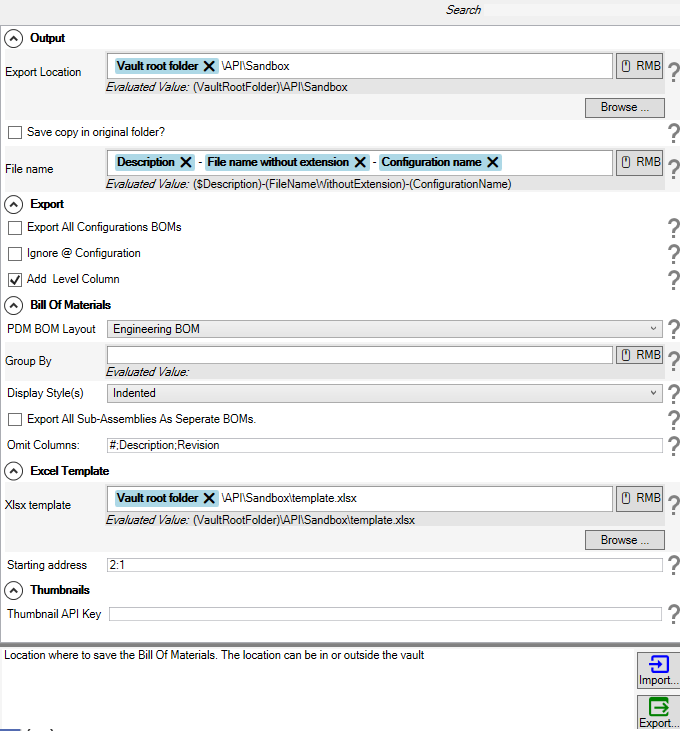 Search
Output
Export Location Vault root folder X \API\Sandbox RMB ?
Evaluated Value: (VaultRootFolder)\API\Sandbox
Browse ...
Save copy in original folder? ?
File name Description X - File name without extension X - Configuration name X RMB ?
Evaluated Value: ($Description)-(FileNameWithoutExtension)-(ConfigurationName)
Export
Export All Configurations BOMs ?
Ignore @ Configuration ?
Add Level Column ?
Bill Of Materials
PDM BOM Layout Engineering BOM ?
Group By RMB ?
Evaluated Value:
Display Style(s) Indented ?
Export All Sub-Assemblies As Seperate BOMs. ?
Omit Columns: #;Description;Revision ?
Excel Template
Xlsx template Vault root folder X \API\Sandbox\template.xlsx RMB ?
Evaluated Value: (VaultRootFolder)\API\Sandbox\template.xlsx
Browse ...
Starting address 2:1 ?
Thumbnails
Thumbnail API Key ?
Location where to save the Bill Of Materials. The location can be in or outside the vault
Import...
Export...